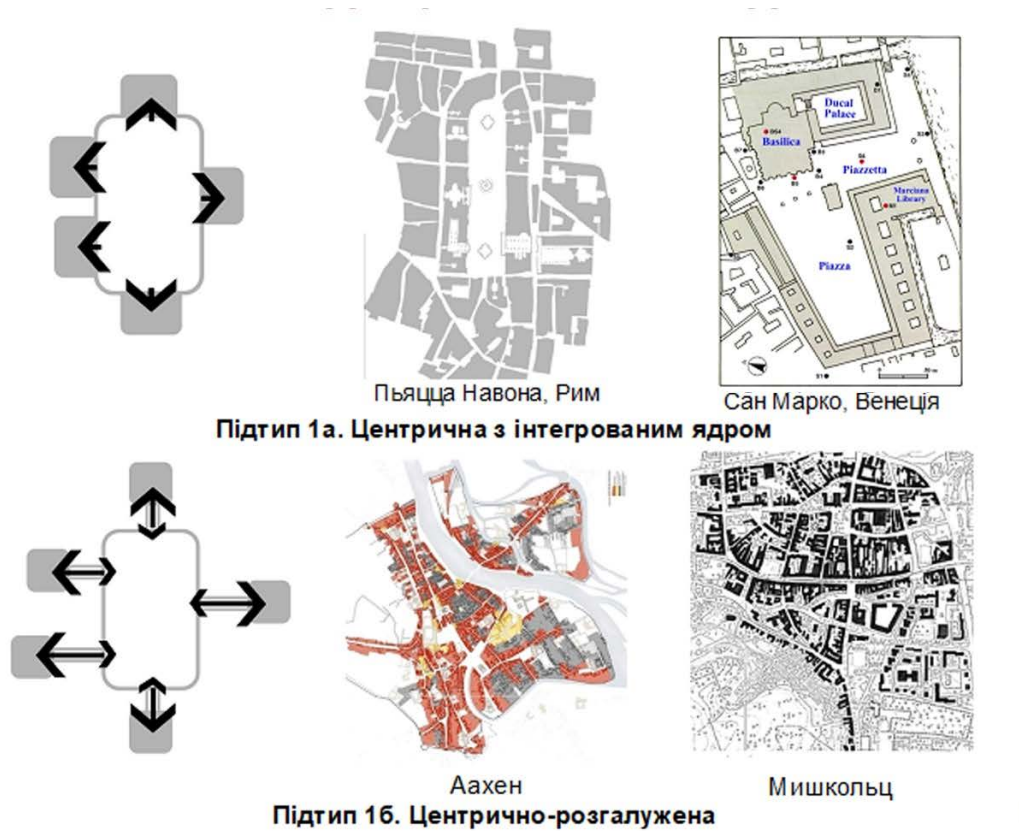 Ducal
Palace
Basilica
Piazzetta
Marciana
Library
Piazza
Пьяцца Навона, Рим
Сан Марко, Венеція
Підтип 1а. Центрична з інтегрованим ядром
Аахен
Мишкольц
Підтип 1б. Центрично-розгалужена